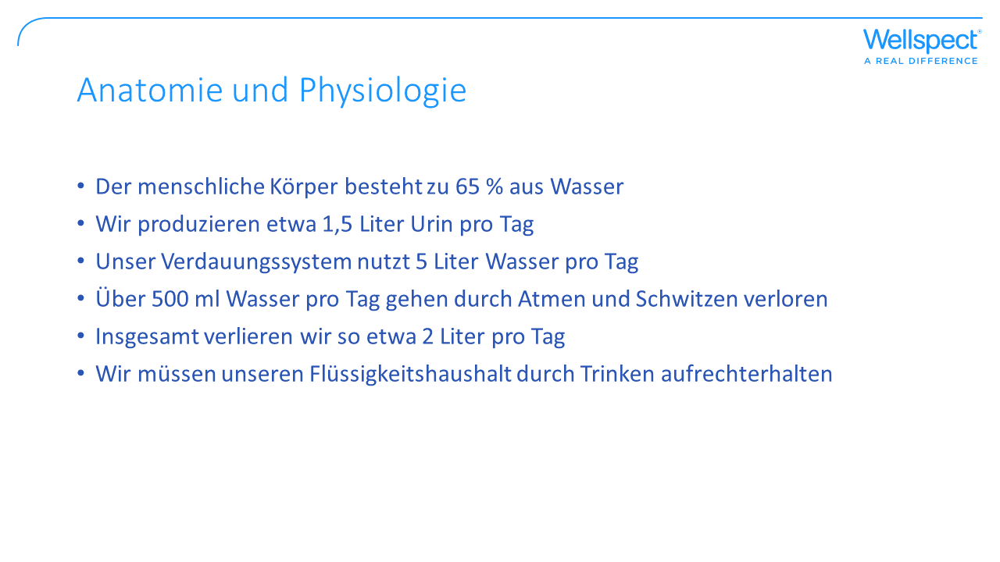 Wellspect®
A REAL DIFFERENCE
Anatomie und Physiologie
• Der menschliche Körper besteht zu 65 % aus Wasser
• Wir produzieren etwa 1,5 Liter Urin pro Tag
• Unser Verdauungssystem nutzt 5 Liter Wasser pro Tag
• Über 500 ml Wasser pro Tag gehen durch Atmen und Schwitzen verloren
• Insgesamt verlieren wir so etwa 2 Liter pro Tag
• Wir müssen unseren Flüssigkeitshaushalt durch Trinken aufrechterhalten